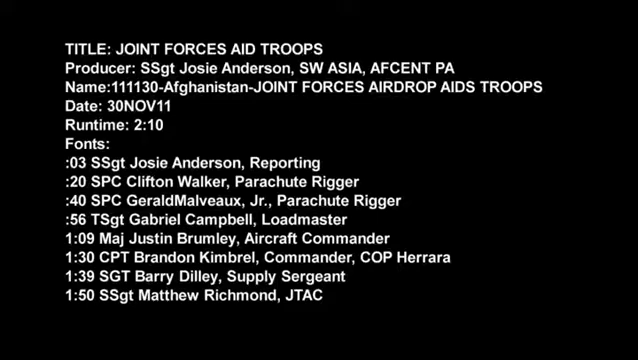 TITLE: JOINT FORCES AID TROOPS
Producer: SSgt Josie Anderson, SW ASIA, AFCENT PA
Name:111130-Afghanistan-JOINT FORCES AIRDROP AIDS TROOPS
Date: 30NOV11
Runtime: 2:10
Fonts:
:03 SSgt Josie Anderson, Reporting
:20 SPC Clifton Walker, Parachute Rigger
:40 SPC GeraldMalveaux, Jr., Parachute Rigger
:56 TSgt Gabriel Campbell, Loadmaster
1:09 Maj Justin Brumley, Aircraft Commander
1:30 CPT Brandon Kimbrel, Commander, COP Herrara
1:39 SGT Barry Dilley, Supply Sergeant
1:50 SSgt Matthew Richmond, JTAC